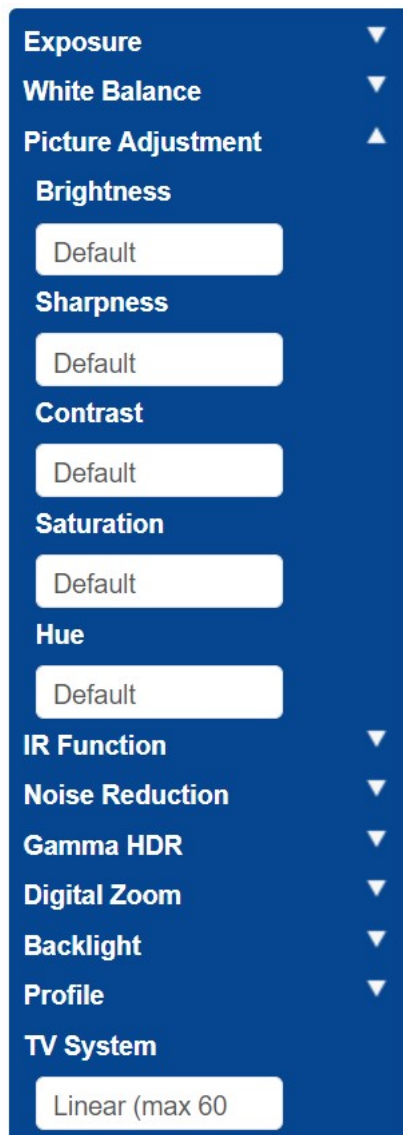 Exposure
White Balance
Picture Adjustment
Brightness
Default
Sharpness
Default
Contrast
Default
Saturation
Default
Hue
Default
IR Function
Noise Reduction
Gamma HDR
Digital Zoom
Backlight
Profile
TV System
Linear (max 60